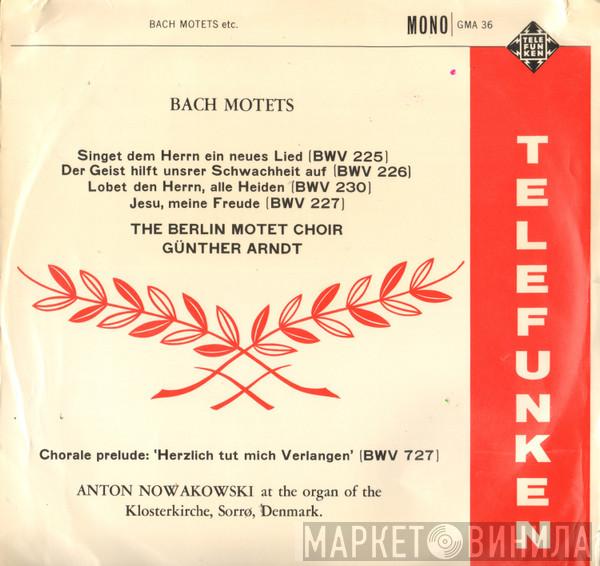 BACH MOTETS etc.
MONO GMA 36
TELE
FUN
KEN
BACH MOTETS
Singet dem Herrn ein neues Lied (BWV 225)
Der Geist hilft unsrer Schwachheit auf (BWV 226)
Lobet den Herrn, alle Heiden (BWV 230)
Jesu, meine Freude (BWV 227)
THE BERLIN MOTET CHOIR
GÜNTHER ARNDT
TELEFUNKEN
Chorale prelude: 'Herzlich tut mich Verlangen' (BWV 727)
ANTON NOWAKOWSKI at the organ of the
Klosterkirche, Sorrø, Denmark.
МАРКЕТ ВИНИЛА